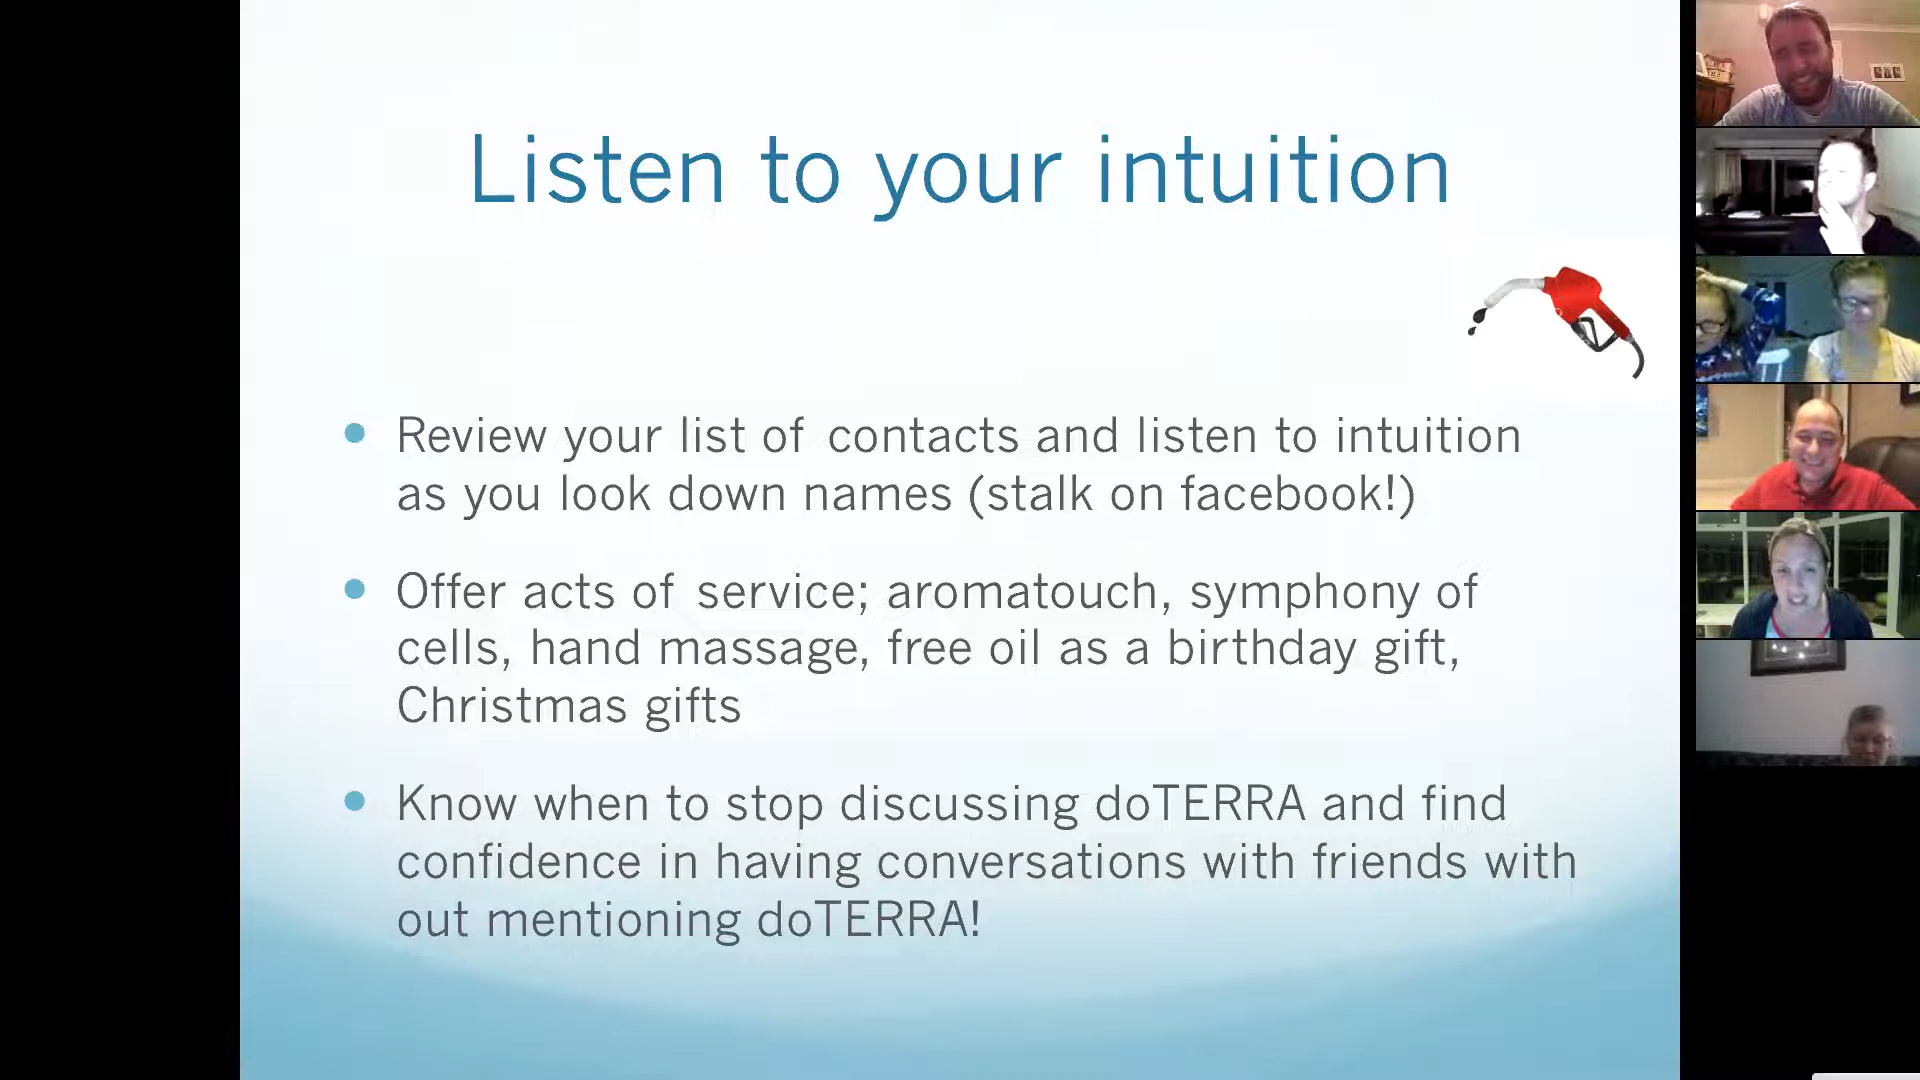 Listen to your intuition
Review your list of contacts and listen to intuition
as you look down names (stalk on facebook!)
Offer acts of service; aromatouch, symphony of
cells, hand massage, free oil as a birthday gift,
Christmas gifts
Know when to stop discussing doTERRA and find
confidence in having conversations with friends with
out mentioning doTERRA!